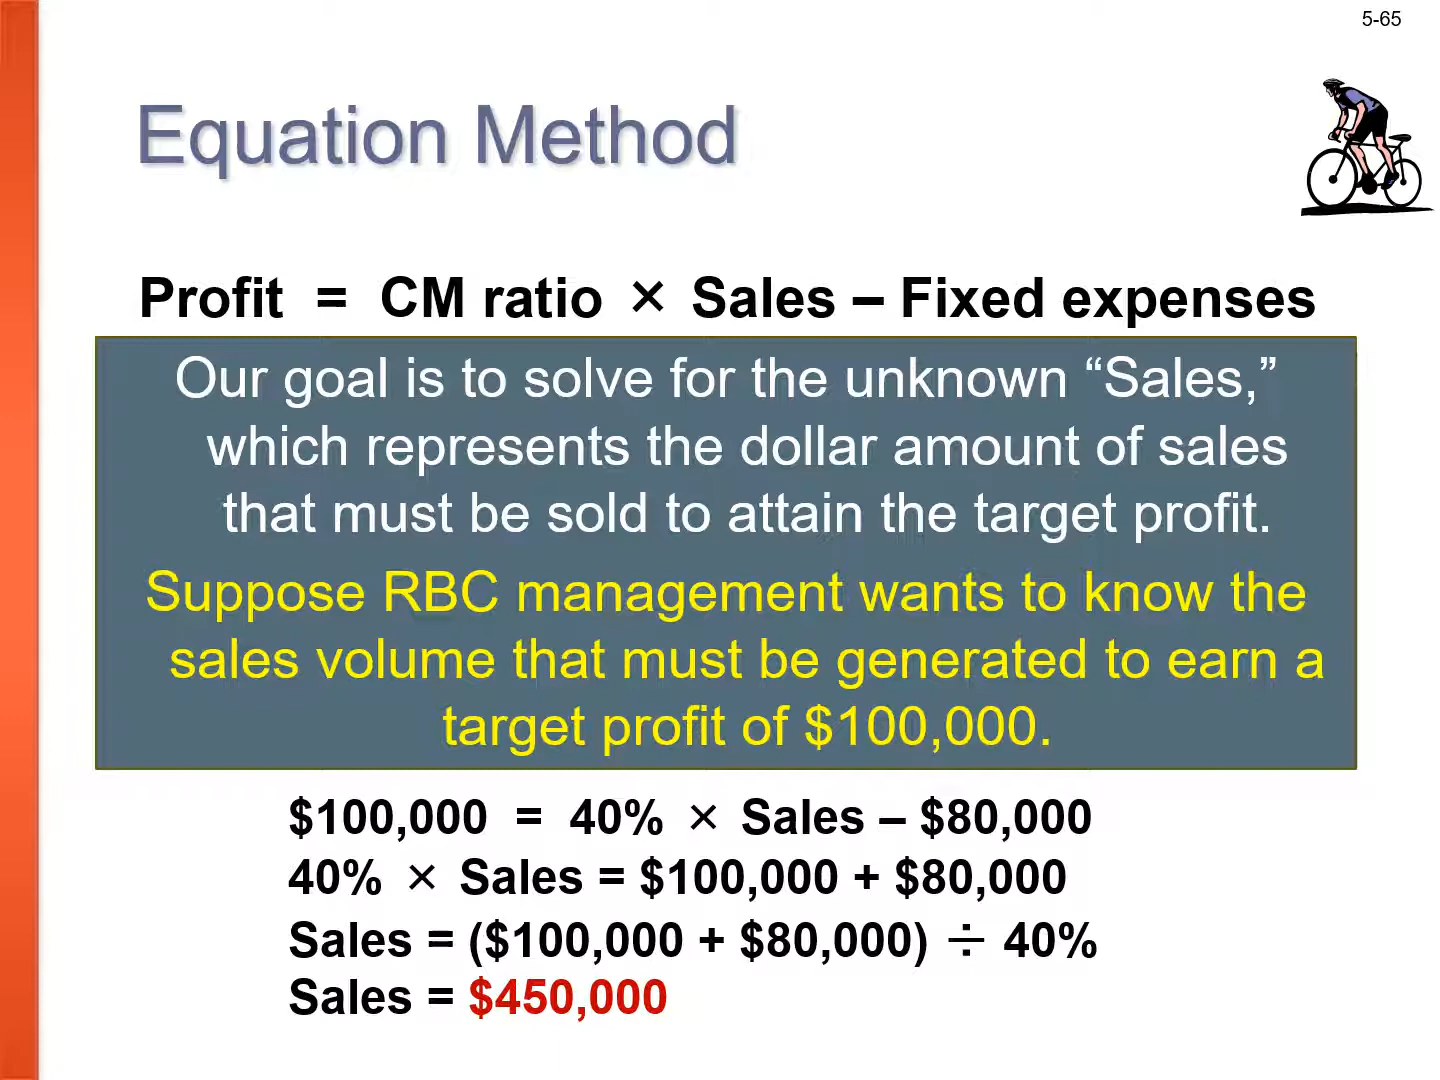 5-65
Equation Method
Profit = CM ratio × Sales – Fixed expenses
Our goal is to solve for the unknown “Sales,”
which represents the dollar amount of sales
that must be sold to attain the target profit.
Suppose RBC management wants to know the
sales volume that must be generated to earn a
target profit of $100,000.
$100,000 = 40% × Sales – $80,000
40% × Sales = $100,000 + $80,000
Sales = ($100,000 + $80,000) ÷ 40%
Sales = $450,000